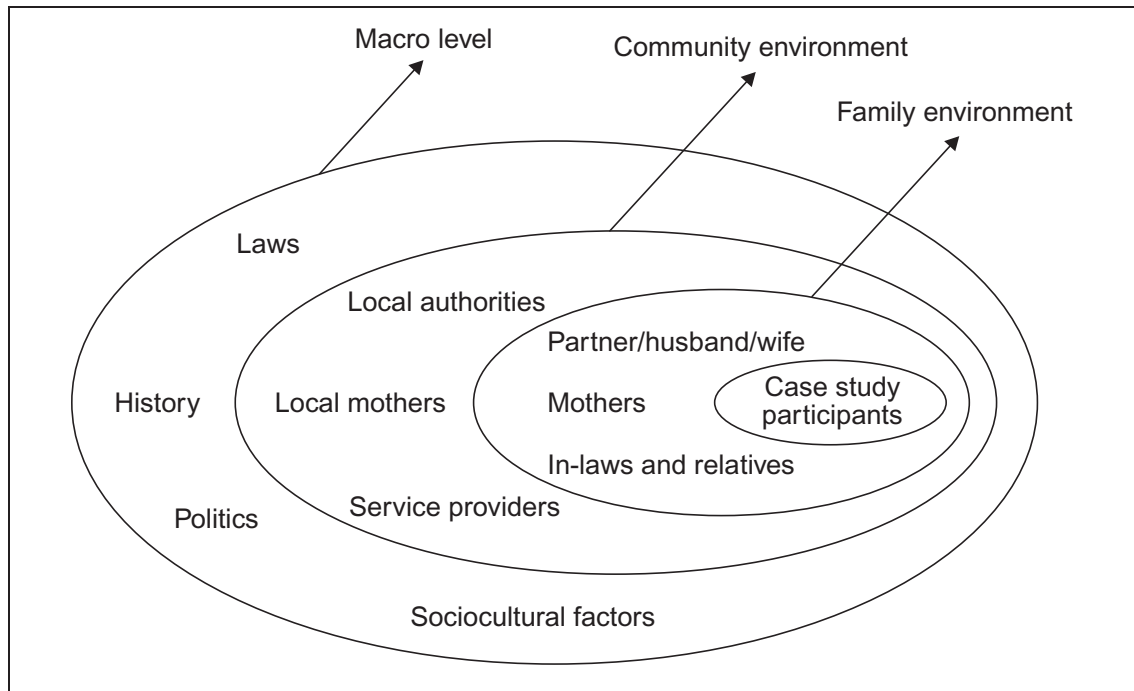 Macro level
Community environment
Family environment
Laws
Local authorities
Partner/husband/wife
History
Local mothers
Mothers
Case study
participants
In-laws and relatives
Service providers
Politics
Sociocultural factors